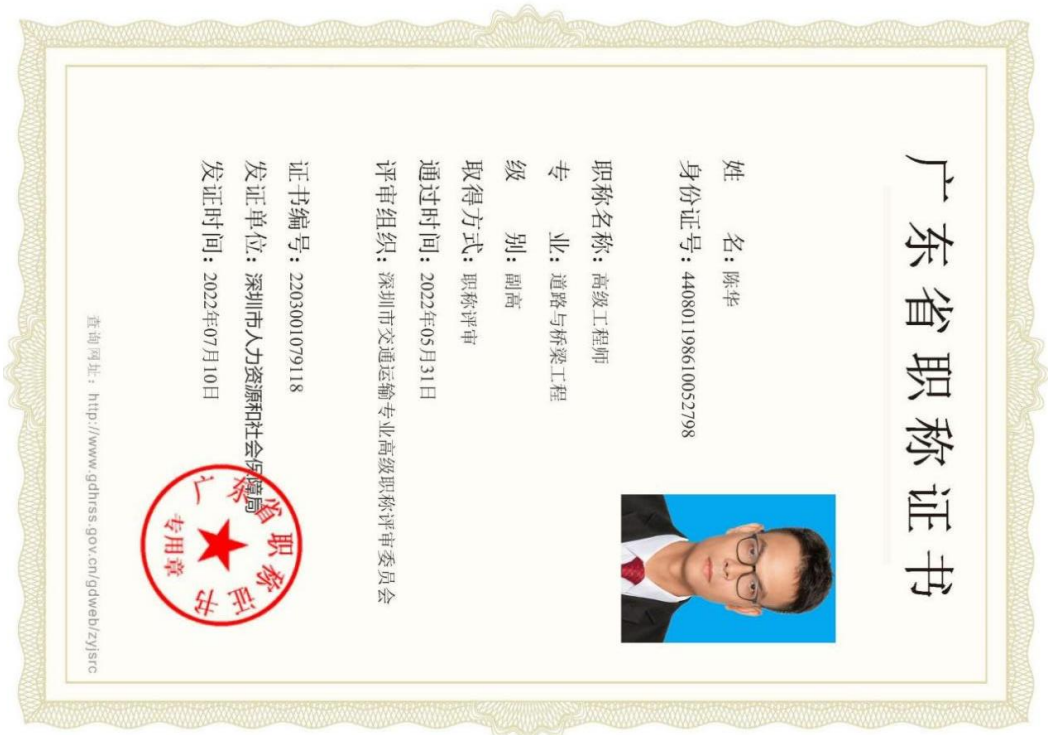 广东省职称证书
姓 名：陈华
身份证号：440801198610052798
职称名称：高级工程师
专 业：道路与桥梁工程
级 别：副高
取得方式：职称评审
通过时间：2022年05月31日
评审组织：深圳市交通运输专业高级职称评审委员会
证书编号：2203001079118
发证单位：深圳市人力资源和社会保障局
发证时间：2022年07月10日
广东省职称证书
专用章
查询网址：http://www.gdhrss.gov.cn/gdweb/zyjsrc